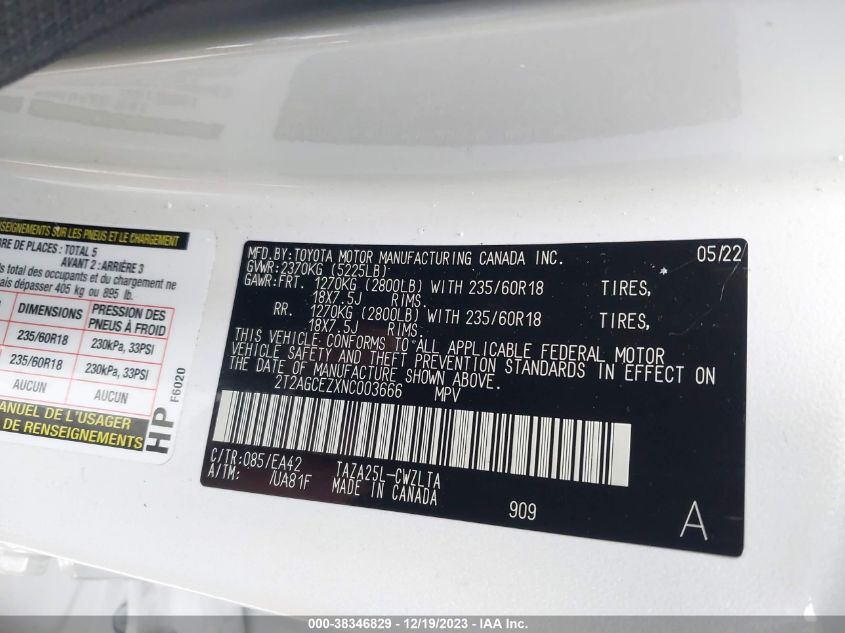 NSEIGNEMENTS SUR LES PNEUS ET LE CHARGEMENT
BRE DE PLACES : TOTAL 5
AVANT 2 : ARRIÈRE 3
ds total des occupants et du chargement ne
ais dépasser 405 kg ou 895 lb.
DIMENSIONS PRESSION DES PNEUS À FROID
235/60R18 230kPa, 33PSI
235/60R18 230kPa, 33PSI
AUCUN AUCUN
ANUEL DE L'USAGER
DE RENSEIGNEMENTS
HP F6020
MFD.BY:TOYOTA MOTOR MANUFACTURING CANADA INC. 05/22
GVWR:2370KG (5225LB)
GAWR:FRT. 1270KG (2800LB) WITH 235/60R18 TIRES,
18X7.5J RIMS.
RR. 1270KG (2800LB) WITH 235/60R18 TIRES,
18X7.5J RIMS.
THIS VEHICLE CONFORMS TO ALL APPLICABLE FEDERAL MOTOR
VEHICLE SAFETY AND THEFT PREVENTION STANDARDS IN EFFECT ON
THE DATE OF MANUFACTURE SHOWN ABOVE.
2T2AGCEZXNC003666 MPV
C/TR:085/EA42 TAZA25L-CWZLTA
A/TM: /UA81F MADE IN CANADA
909 A
000-38346829 - 12/19/2023 - IAA Inc.